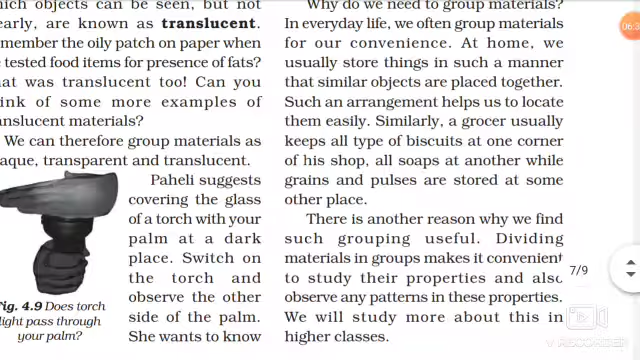 hich objects can be seen, but not
early, are known as translucent.
member the oily patch on paper when
tested food items for presence of fats?
at was translucent too! Can you
ink of some more examples of
anslucent materials?
We can therefore group materials as
aque, transparent and translucent.
Paheli suggests
covering the glass
of a torch with your
palm at a dark
place. Switch on
the torch and
observe the other
side of the palm.
She wants to know
Fig. 4.9 Does torch
light pass through
your palm?
Why do we need to group materials?
In everyday life, we often group materials
for our convenience. At home, we
usually store things in such a manner
that similar objects are placed together.
Such an arrangement helps us to locate
them easily. Similarly, a grocer usually
keeps all type of biscuits at one corner
of his shop, all soaps at another while
grains and pulses are stored at some
other place.
There is another reason why we find
such grouping useful. Dividing
materials in groups makes it convenient
to study their properties and also
observe any patterns in these properties.
We will study more about this in
higher classes.
06:3
7/9